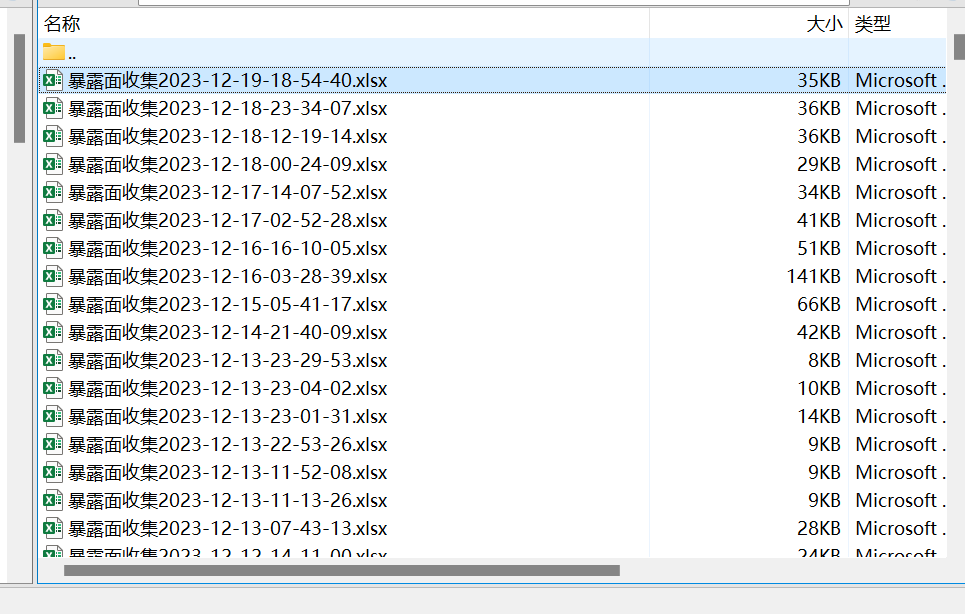 名称 大小 类型
..
暴露面收集2023-12-19-18-54-40.xlsx 35KB Microsoft .
暴露面收集2023-12-18-23-34-07.xlsx 36KB Microsoft .
暴露面收集2023-12-18-12-19-14.xlsx 36KB Microsoft .
暴露面收集2023-12-18-00-24-09.xlsx 29KB Microsoft .
暴露面收集2023-12-17-14-07-52.xlsx 34KB Microsoft .
暴露面收集2023-12-17-02-52-28.xlsx 41KB Microsoft .
暴露面收集2023-12-16-16-10-05.xlsx 51KB Microsoft .
暴露面收集2023-12-16-03-28-39.xlsx 141KB Microsoft .
暴露面收集2023-12-15-05-41-17.xlsx 66KB Microsoft .
暴露面收集2023-12-14-21-40-09.xlsx 42KB Microsoft .
暴露面收集2023-12-13-23-29-53.xlsx 8KB Microsoft .
暴露面收集2023-12-13-23-04-02.xlsx 10KB Microsoft .
暴露面收集2023-12-13-23-01-31.xlsx 14KB Microsoft .
暴露面收集2023-12-13-22-53-26.xlsx 9KB Microsoft .
暴露面收集2023-12-13-11-52-08.xlsx 9KB Microsoft .
暴露面收集2023-12-13-11-13-26.xlsx 9KB Microsoft .
暴露面收集2023-12-13-07-43-13.xlsx 28KB Microsoft .
暴露面收集2023-12-12-14-11-00.xlsx 24KB Microsoft .